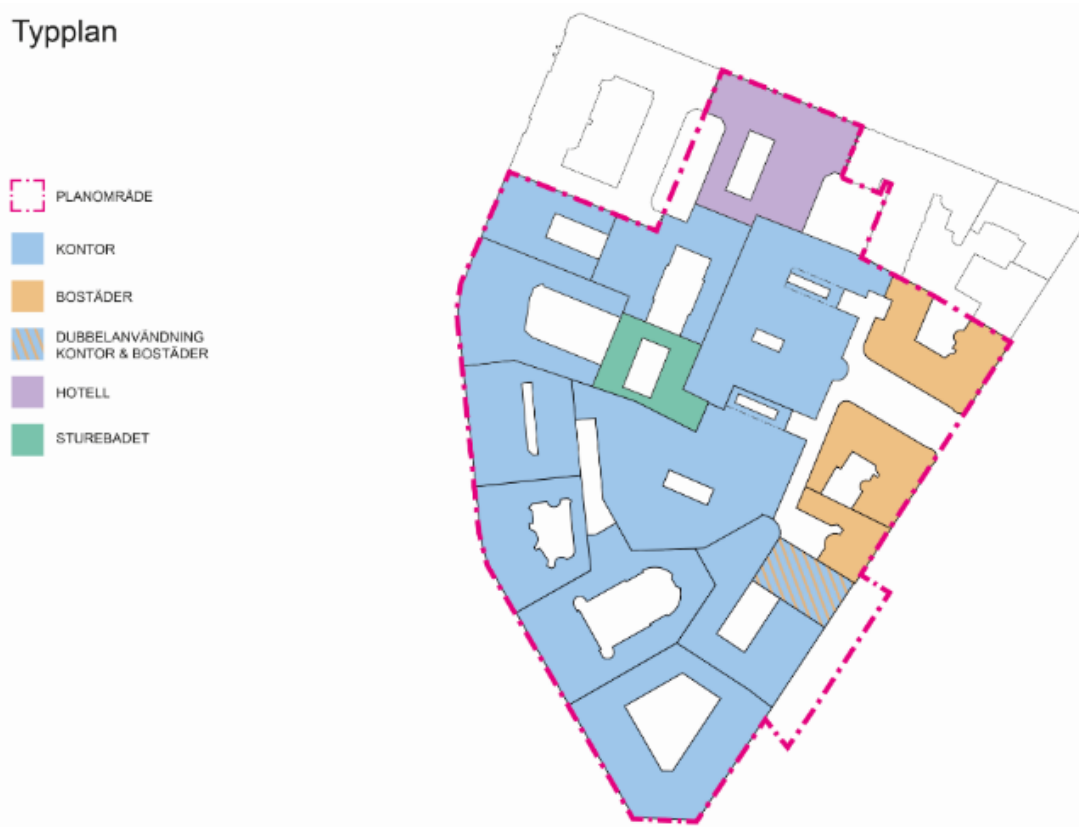 Typplan
PLANOMRÅDE
KONTOR
BOSTÄDER
DUBBELANVÄNDNING
KONTOR & BOSTÄDER
HOTELL
STUREBADET